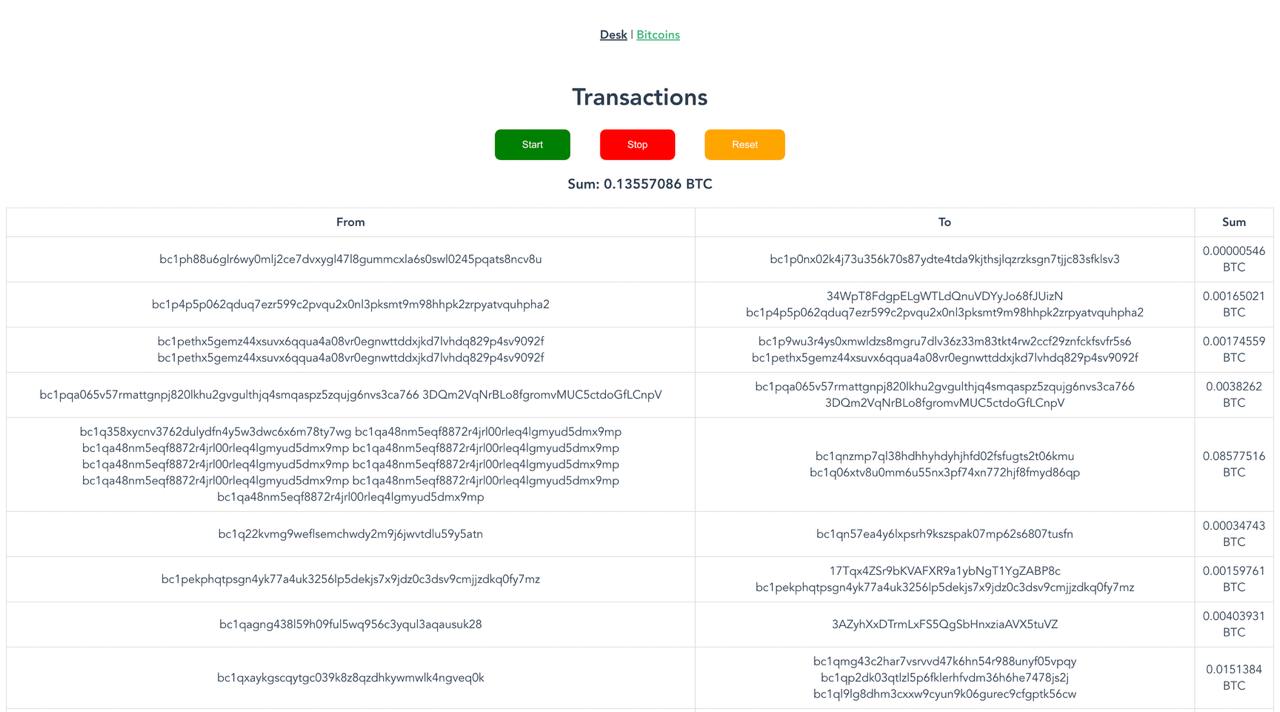 Desk | Bitcoins
Transactions
Start Stop Reset
Sum: 0.13557086 BTC
From To Sum
bc1ph88u6glr6wy0mlj2ce7dvxygl47l8gummcxla6s0swl0245pqats8ncv8u
bc1p0nx02k4j73u356k70s87ydte4tda9kjthsjlqzrzksgn7tjjc83sfklsv3
0.00000546
BTC
bc1p4p5p062qduq7ezr599c2pvqu2x0nl3pksmt9m98hhpk2zrpyatvquhpha2
34WpT8FdgpELgWTLdQnuVDYyJo68fJUizN
bc1p4p5p062qduq7ezr599c2pvqu2x0nl3pksmt9m98hhpk2zrpyatvquhpha2
0.00165021
BTC
bc1pethx5gemz44xsuvx6qqua4a08vr0egnwttddxjkd7lvhdq829p4sv9092f
bc1pethx5gemz44xsuvx6qqua4a08vr0egnwttddxjkd7lvhdq829p4sv9092f
bc1p9wu3r4ys0xmwldzs8mgru7dlv36z33m83tkt4rw2ccf29znfckfsvfr5s6
bc1pethx5gemz44xsuvx6qqua4a08vr0egnwttddxjkd7lvhdq829p4sv9092f
0.00174559
BTC
bc1pqa065v57rmattgnpj820lkhu2gvgulthjq4smqaspz5zqujg6nvs3ca766 3DQm2VqNrBLo8fgromvMUC5ctdoGfLCnpV
bc1pqa065v57rmattgnpj820lkhu2gvgulthjq4smqaspz5zqujg6nvs3ca766
3DQm2VqNrBLo8fgromvMUC5ctdoGfLCnpV
0.0038262
BTC
bc1q358xycnv3762dulydfn4y5w3dwc6x6m78ty7wg bc1qa48nm5eqf8872r4jrl00rleq4lgmyud5dmx9mp
bc1qa48nm5eqf8872r4jrl00rleq4lgmyud5dmx9mp bc1qa48nm5eqf8872r4jrl00rleq4lgmyud5dmx9mp
bc1qa48nm5eqf8872r4jrl00rleq4lgmyud5dmx9mp bc1qa48nm5eqf8872r4jrl00rleq4lgmyud5dmx9mp
bc1qa48nm5eqf8872r4jrl00rleq4lgmyud5dmx9mp bc1qa48nm5eqf8872r4jrl00rleq4lgmyud5dmx9mp
bc1qa48nm5eqf8872r4jrl00rleq4lgmyud5dmx9mp
bc1qnzmp7ql38hdhhyhdyhjhfd02fsfugts2t06kmu
bc1q06xtv8u0mm6u55nx3pf74xn772hjf8fmyd86qp
0.08577516
BTC
bc1q22kvmg9weflsemchwdy2m9j6jwvtdlu59y5atn
bc1qn57ea4y6lxpsrh9kszspak07mp62s6807tusfn
0.00034743
BTC
bc1pekphqtpsgn4yk77a4uk3256lp5dekjs7x9jdz0c3dsv9cmjjzdkq0fy7mz
17Tqx4ZSr9bKVAFXR9a1ybNgT1YgZABP8c
bc1pekphqtpsgn4yk77a4uk3256lp5dekjs7x9jdz0c3dsv9cmjjzdkq0fy7mz
0.00159761
BTC
bc1qagng438l59h09ful5wq956c3yqul3aqausuk28
3AZyhXxDTrmLxFS5QgSbHnxziaAVX5tuVZ
0.00403931
BTC
bc1qxaykgscqytgc039k8z8qzdhkywmwlk4ngveq0k
bc1qmg43c2har7vsrvvd47k6hn54r988unyf05vpqy
bc1qp2dk03qtlzl5p6fklerhfvdm36h6he7478js2j
bc1ql9lg8dhm3cxxw9cyun9k06gurec9cfgptk56cw
0.0151384
BTC